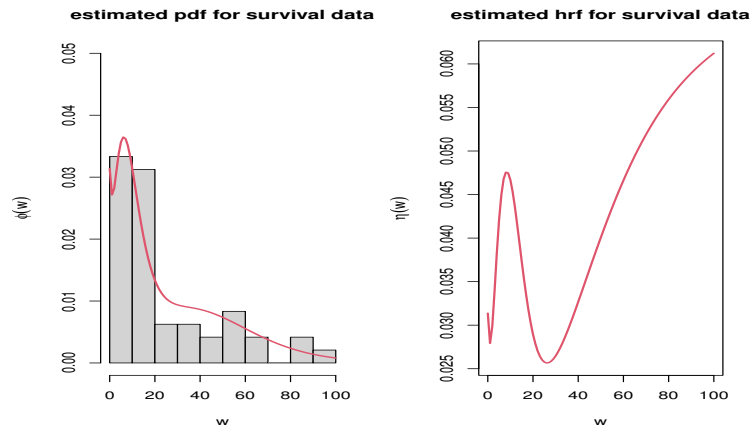 estimated pdf for survival data
0.05
0.04
0.03
0.02
0.01
0.00
ϕ(w)
0 20 40 60 80 100
w
estimated hrf for survival data
0.060
0.055
0.050
0.045
0.040
0.035
0.030
0.025
η(w)
0 20 40 60 80 100
w